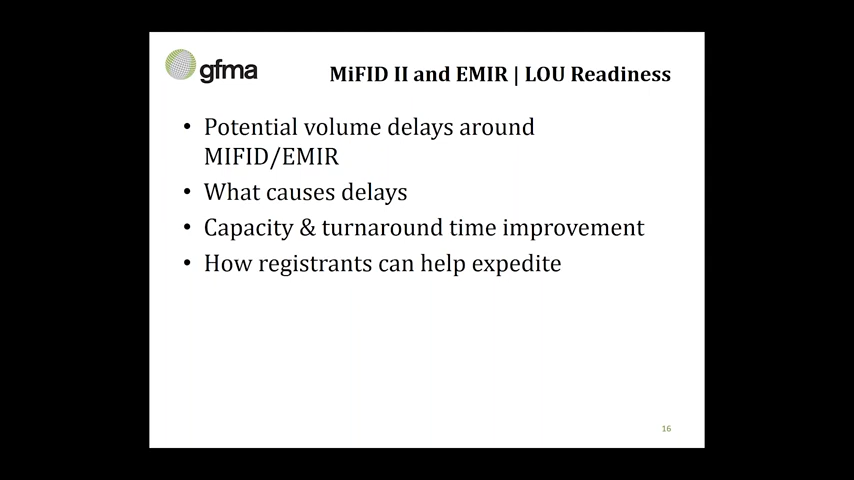 gfma
MiFID II and EMIR | LOU Readiness
• Potential volume delays around
MIFID/EMIR
• What causes delays
• Capacity & turnaround time improvement
• How registrants can help expedite
16